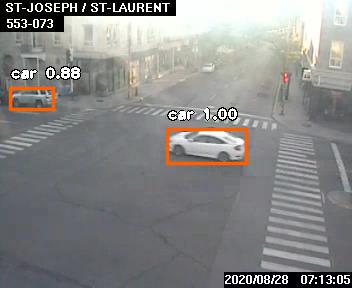 ST-JOSEPH / ST-LAURENT
553-073
car 0.88
car 1.00
2020/08/28 07:13:05